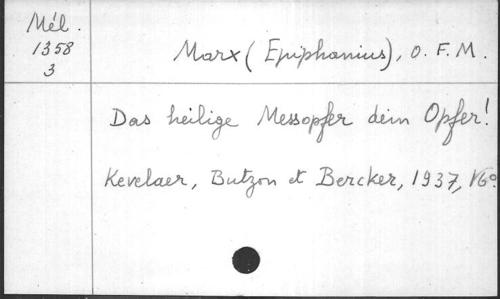 Mél.
1358
3
Marx (Epiphanius), O. F. M.
Das heilige Messopfer dein Opfer!
Kevelaer, Butzon et Bercker, 1937, 16°.